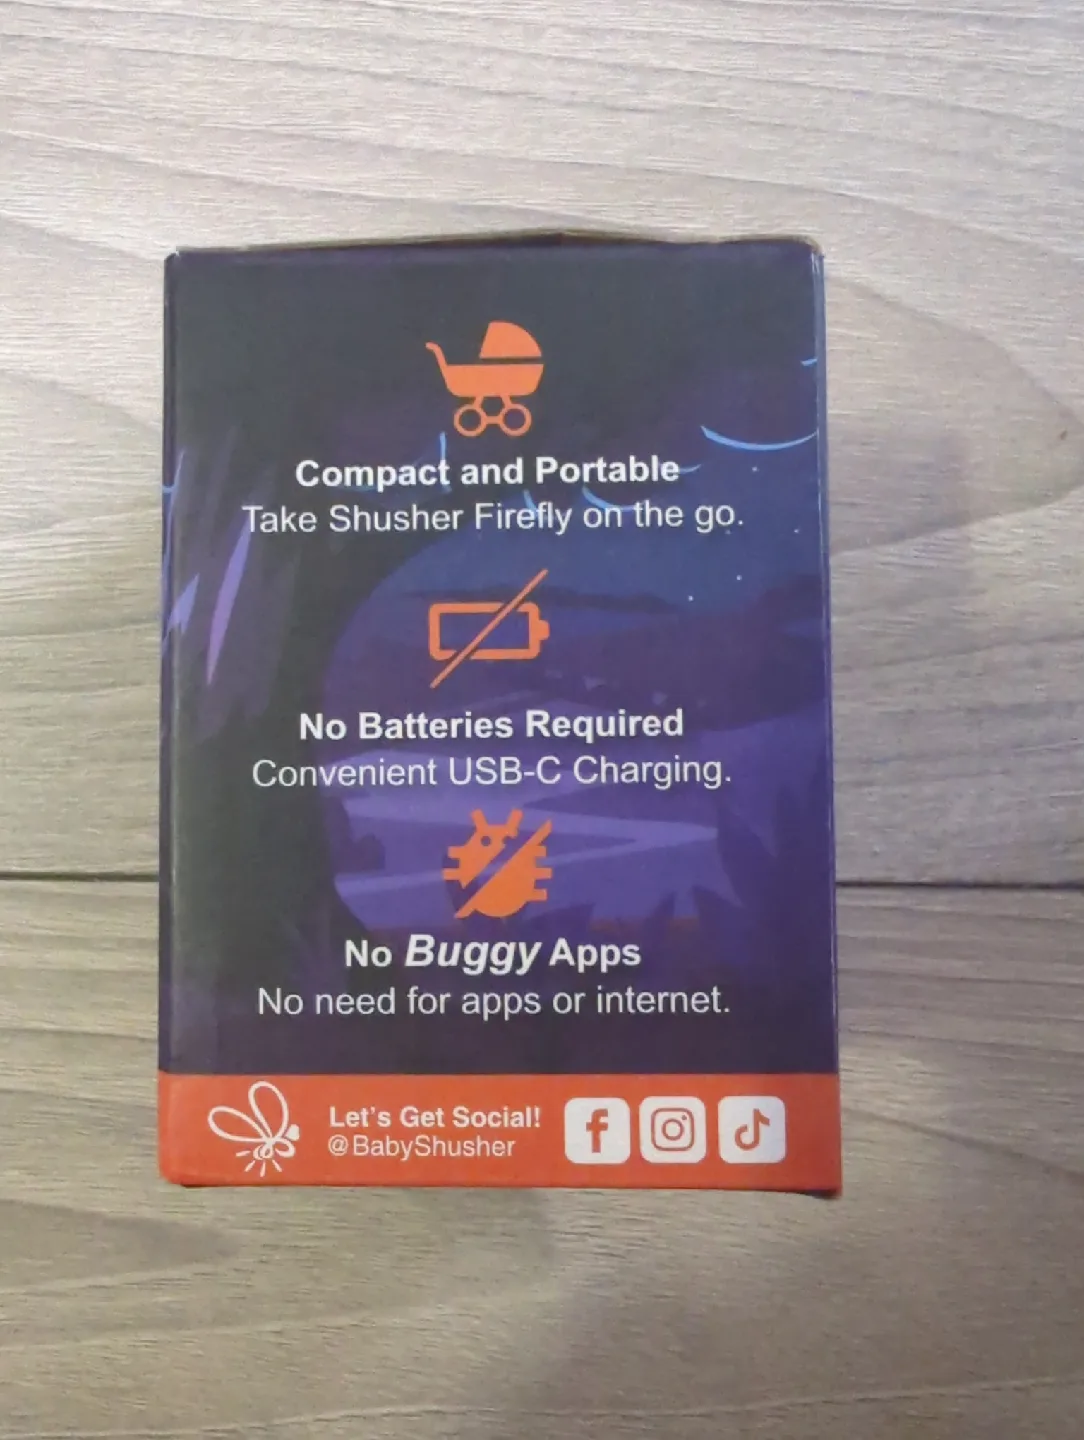 Compact and Portable
Take Shusher Firefly on the go.
No Batteries Required
Convenient USB-C Charging.
No Buggy Apps
No need for apps or internet.
Let's Get Social!
@BabyShusher